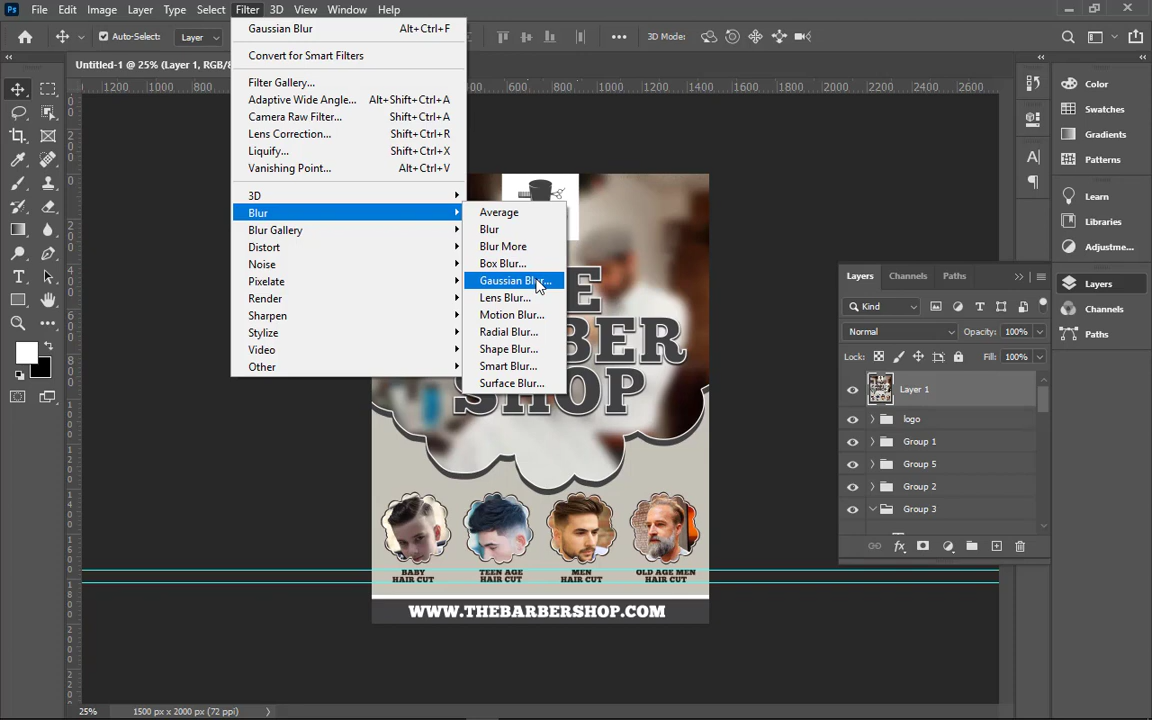 Ps File Edit Image Layer Type Select Filter 3D View Window Help
Auto-Select: Layer 3D Mode:
Untitled-1 @ 25% (Layer 1, RGB/8
Gaussian Blur Alt+Ctrl+F
Convert for Smart Filters
Filter Gallery...
Adaptive Wide Angle... Alt+Shift+Ctrl+A
Camera Raw Filter... Shift+Ctrl+A
Lens Correction... Shift+Ctrl+R
Liquify... Shift+Ctrl+X
Vanishing Point... Alt+Ctrl+V
3D
Blur
Blur Gallery
Distort
Noise
Pixelate
Render
Sharpen
Stylize
Video
Other
Average
Blur
Blur More
Box Blur...
Gaussian Blur...
Lens Blur...
Motion Blur...
Radial Blur...
Shape Blur...
Smart Blur...
Surface Blur...
1200 1000 800 600 800 1000 1200 1400 1600 1800 2000 2200 2400 2600
BER
SHOP
BABY
HAIR CUT
TEEN AGE
HAIR CUT
MEN
HAIR CUT
OLD AGE MEN
HAIR CUT
WWW.THEBARBERSHOP.COM
Color
Swatches
Gradients
Patterns
Learn
Libraries
Adjustme...
Layers
Channels
Paths
Layers Channels Paths
Kind
Normal Opacity: 100%
Lock: Fill: 100%
Layer 1
logo
Group 1
Group 5
Group 2
Group 3
25% 1500 px x 2000 px (72 ppi)